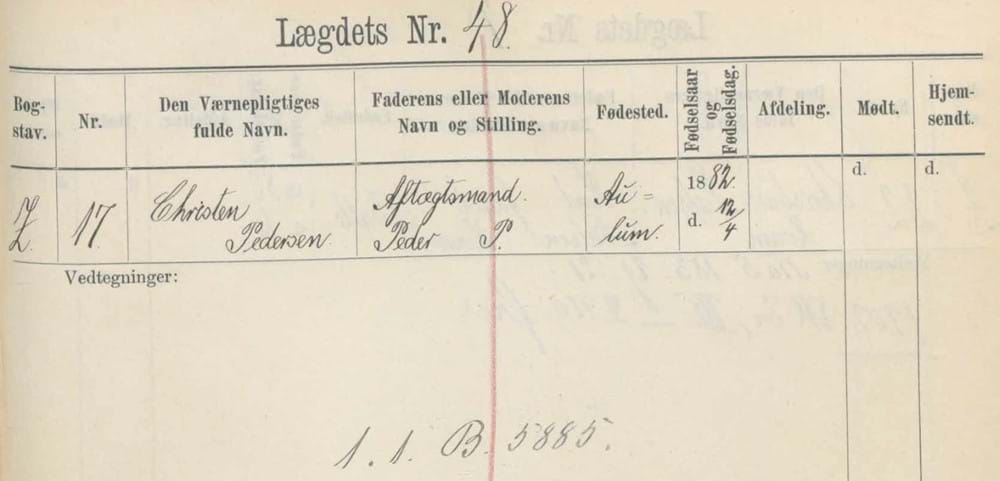 Lægdets Nr. 48.
Bog-
stav.
Nr.
Den Værnepligtiges
fulde Navn.
Faderens eller Moderens
Navn og Stilling.
Fødested.
Fødselsaar
og
Fødselsdag.
Afdeling.
Mødt.
Hjem-
sendt.
Z. 17.
Christen
Pedersen.
Aftægtsmand.
Peder P.
Au=
lum.
1882.
d. 12/4
d.
d.
Vedtegninger:
1. 1. B. 5885.